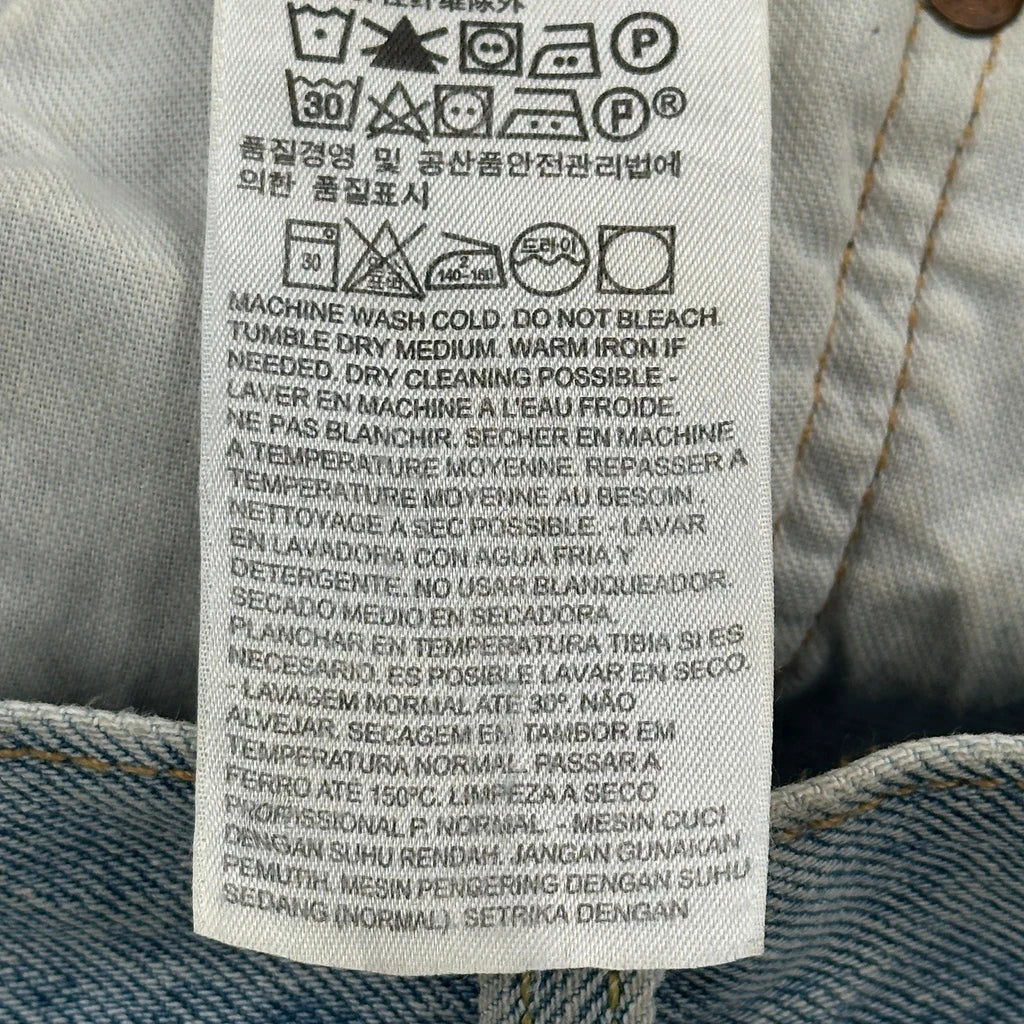 P
30 P ®
품질경영 및 공산품안전관리법에
의한 품질표시
30 2 140-160 드라이
MACHINE WASH COLD. DO NOT BLEACH.
TUMBLE DRY MEDIUM. WARM IRON IF
NEEDED. DRY CLEANING POSSIBLE -
LAVER EN MACHINE A L'EAU FROIDE.
NE PAS BLANCHIR. SECHER EN MACHINE
A TEMPERATURE MOYENNE. REPASSER A
TEMPERATURE MOYENNE AU BESOIN .
NETTOYAGE A SEC POSSIBLE. - LAVAR
EN LAVADORA CON AGUA FRIA Y
DETERGENTE. NO USAR BLANQUEADOR.
SECADO MEDIO EN SECADORA.
PLANCHAR EN TEMPERATURA TIBIA SI ES
NECESARIO. ES POSIBLE LAVAR EN SECO.
- LAVAGEM NORMAL ATE 30º. NÃO
ALVEJAR. SECAGEM EM TAMBOR EM
TEMPERATURA NORMAL. PASSAR A
FERRO ATE 150ºC. LIMPEZA A SECO
PROFISSIONAL P. NORMAL. - MESIN CUCI
DENGAN SUHU RENDAH. JANGAN GUNAKAN
PEMUTIH. MESIN PENGERING DENGAN SUHU
SEDANG (NORMAL). SETRIKA DENGAN